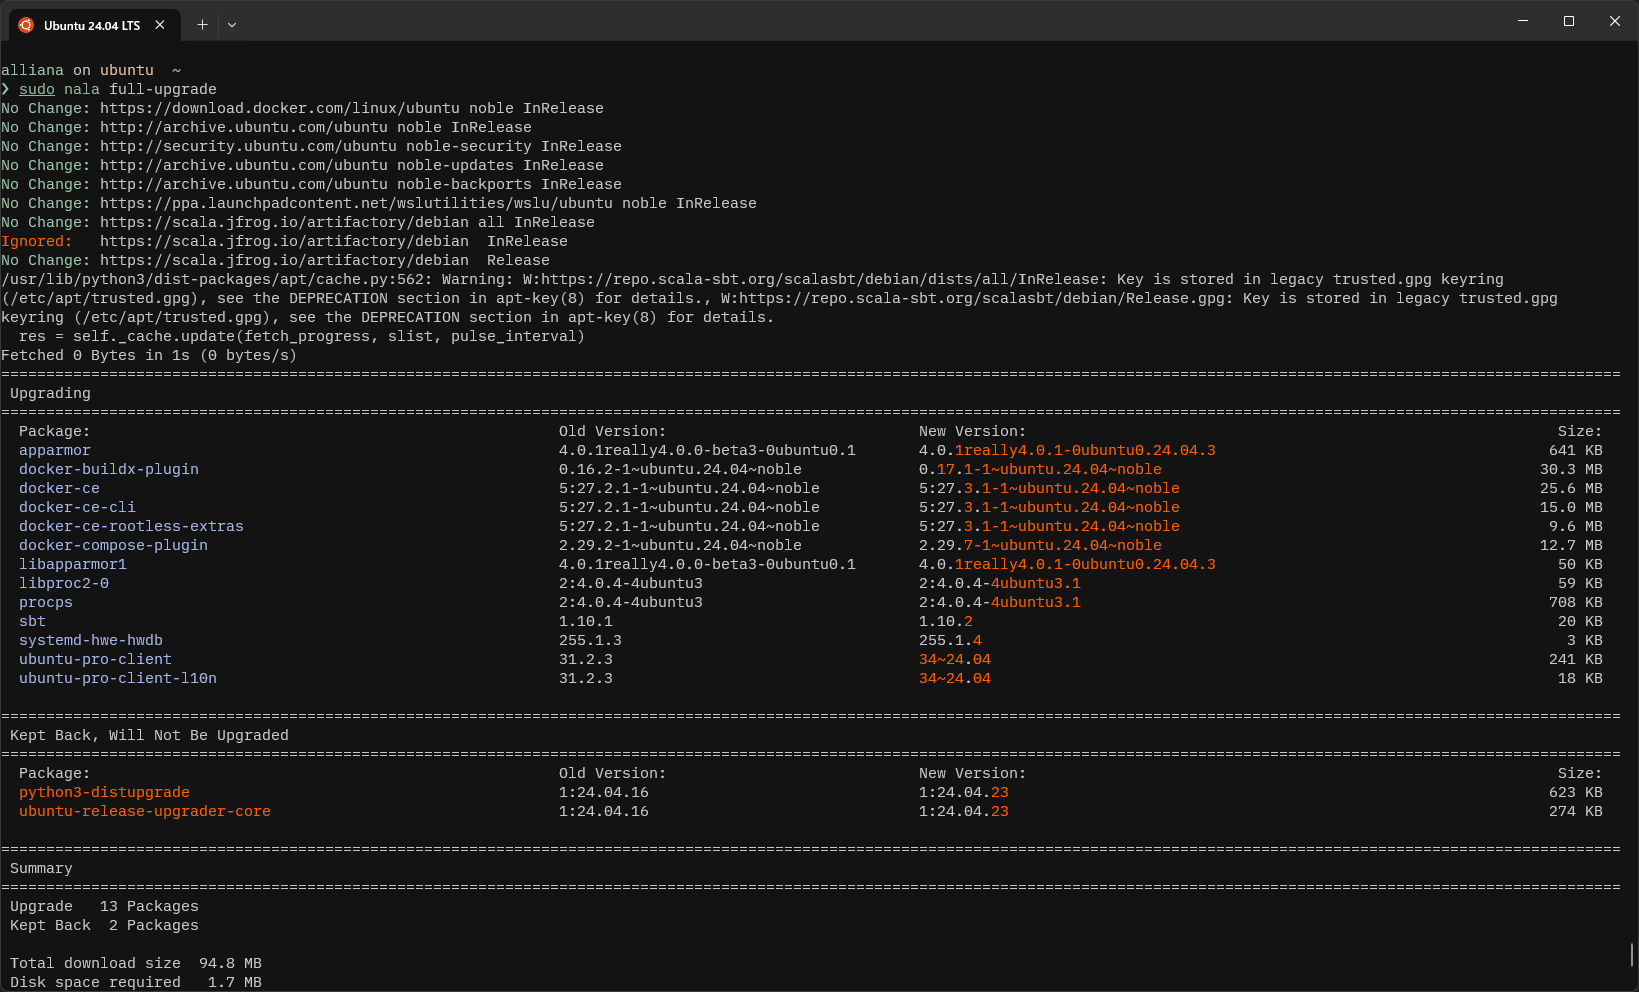 Ubuntu 24.04 LTS
alliana on ubuntu ~
❯ sudo nala full-upgrade
No Change: https://download.docker.com/linux/ubuntu noble InRelease
No Change: http://archive.ubuntu.com/ubuntu noble InRelease
No Change: http://security.ubuntu.com/ubuntu noble-security InRelease
No Change: http://archive.ubuntu.com/ubuntu noble-updates InRelease
No Change: http://archive.ubuntu.com/ubuntu noble-backports InRelease
No Change: https://ppa.launchpadcontent.net/wslutilities/wslu/ubuntu noble InRelease
No Change: https://scala.jfrog.io/artifactory/debian all InRelease
Ignored:   https://scala.jfrog.io/artifactory/debian  InRelease
No Change: https://scala.jfrog.io/artifactory/debian  Release
/usr/lib/python3/dist-packages/apt/cache.py:562: Warning: W:https://repo.scala-sbt.org/scalasbt/debian/dists/all/InRelease: Key is stored in legacy trusted.gpg keyring
(/etc/apt/trusted.gpg), see the DEPRECATION section in apt-key(8) for details., W:https://repo.scala-sbt.org/scalasbt/debian/Release.gpg: Key is stored in legacy trusted.gpg
keyring (/etc/apt/trusted.gpg), see the DEPRECATION section in apt-key(8) for details.
  res = self._cache.update(fetch_progress, slist, pulse_interval)
Fetched 0 Bytes in 1s (0 bytes/s)
====================================================================================================================================================================================
 Upgrading
====================================================================================================================================================================================
  Package: Old Version: New Version: Size:
  apparmor 4.0.1really4.0.0-beta3-0ubuntu0.1 4.0.1really4.0.1-0ubuntu0.24.04.3 641 KB
  docker-buildx-plugin 0.16.2-1~ubuntu.24.04~noble 0.17.1-1~ubuntu.24.04~noble 30.3 MB
  docker-ce 5:27.2.1-1~ubuntu.24.04~noble 5:27.3.1-1~ubuntu.24.04~noble 25.6 MB
  docker-ce-cli 5:27.2.1-1~ubuntu.24.04~noble 5:27.3.1-1~ubuntu.24.04~noble 15.0 MB
  docker-ce-rootless-extras 5:27.2.1-1~ubuntu.24.04~noble 5:27.3.1-1~ubuntu.24.04~noble 9.6 MB
  docker-compose-plugin 2.29.2-1~ubuntu.24.04~noble 2.29.7-1~ubuntu.24.04~noble 12.7 MB
  libapparmor1 4.0.1really4.0.0-beta3-0ubuntu0.1 4.0.1really4.0.1-0ubuntu0.24.04.3 50 KB
  libproc2-0 2:4.0.4-4ubuntu3 2:4.0.4-4ubuntu3.1 59 KB
  procps 2:4.0.4-4ubuntu3 2:4.0.4-4ubuntu3.1 708 KB
  sbt 1.10.1 1.10.2 20 KB
  systemd-hwe-hwdb 255.1.3 255.1.4 3 KB
  ubuntu-pro-client 31.2.3 34~24.04 241 KB
  ubuntu-pro-client-l10n 31.2.3 34~24.04 18 KB
====================================================================================================================================================================================
 Kept Back, Will Not Be Upgraded
====================================================================================================================================================================================
  Package: Old Version: New Version: Size:
  python3-distupgrade 1:24.04.16 1:24.04.23 623 KB
  ubuntu-release-upgrader-core 1:24.04.16 1:24.04.23 274 KB
====================================================================================================================================================================================
 Summary
====================================================================================================================================================================================
 Upgrade   13 Packages
 Kept Back  2 Packages
 Total download size  94.8 MB
 Disk space required   1.7 MB